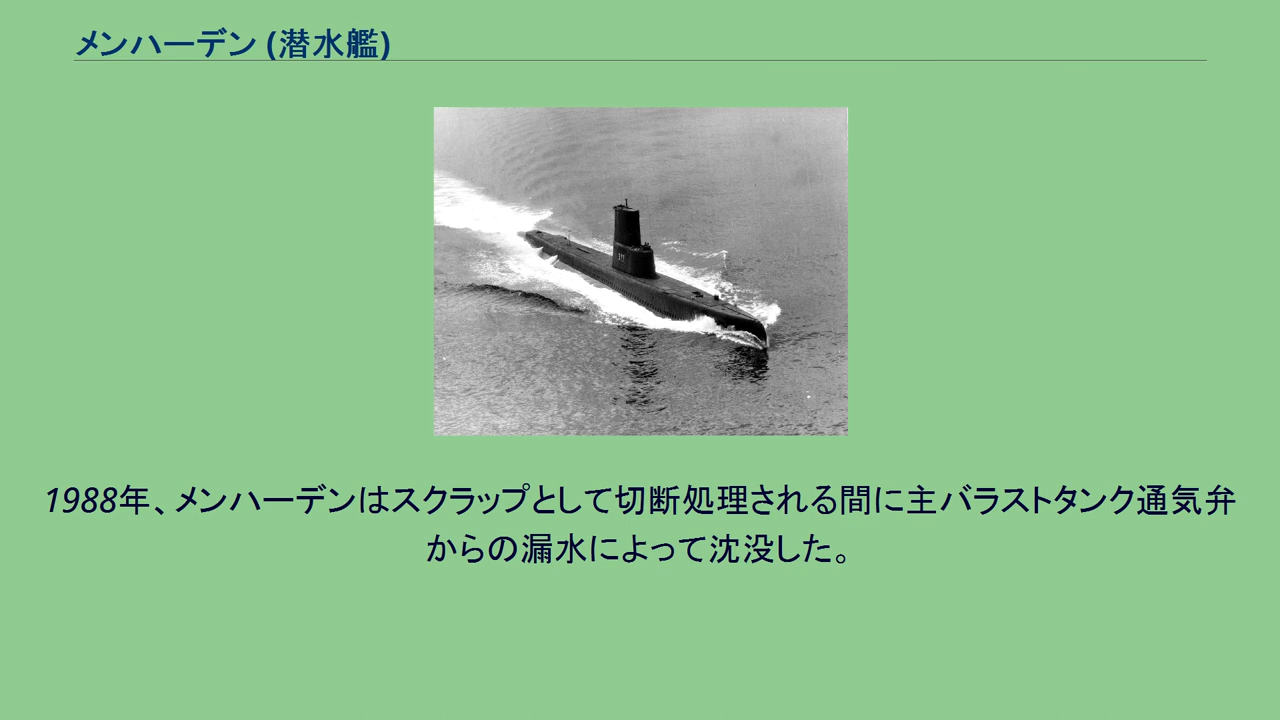 メンハーデン (潜水艦)
377
1988年、メンハーデンはスクラップとして切断処理される間に主バラストタンク通気弁
からの漏水によって沈没した。